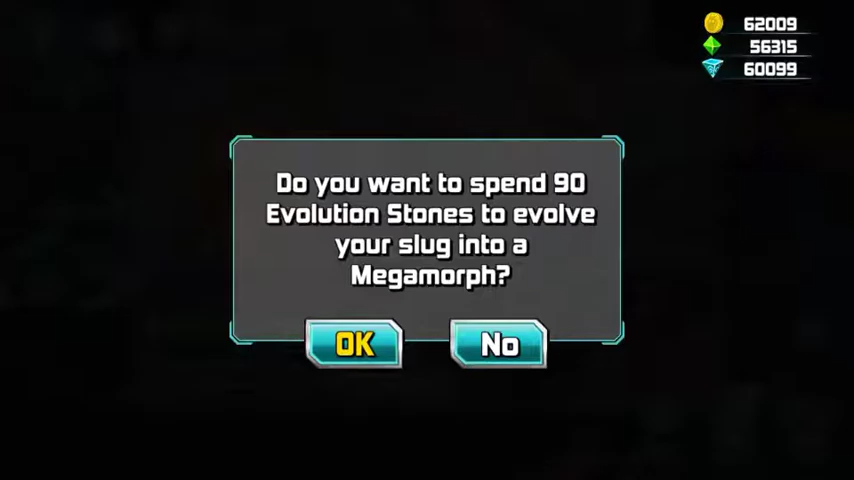 62009
56315
60099
Do you want to spend 90
Evolution Stones to evolve
your slug into a
Megamorph?
OK
No